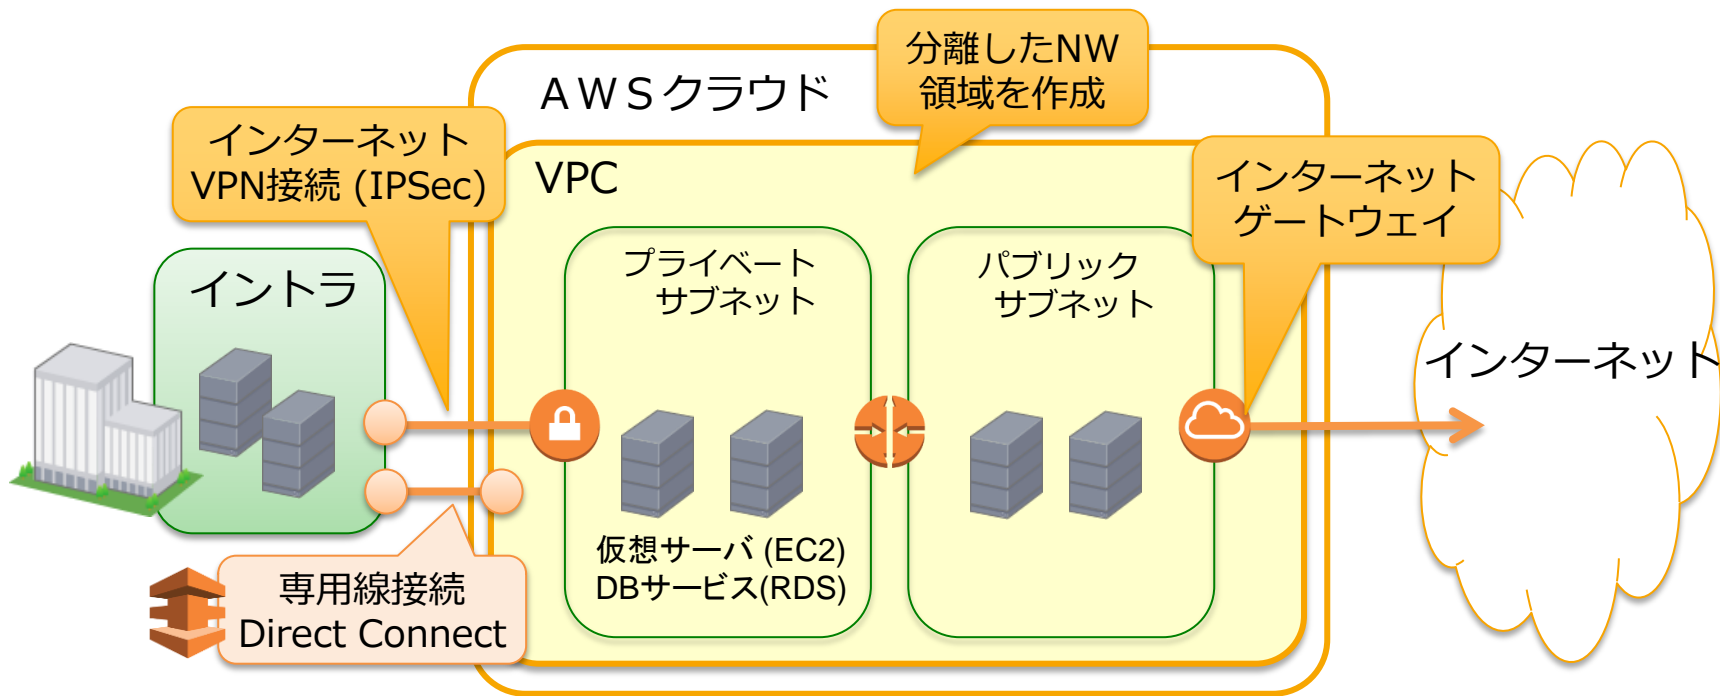 分離したNW
領域を作成
ＡＷＳクラウド
インターネット
VPN接続 (IPSec)
VPC
インターネット
ゲートウェイ
イントラ
プライベート
サブネット
パブリック
サブネット
インターネット
仮想サーバ (EC2)
DBサービス(RDS)
専用線接続
Direct Connect